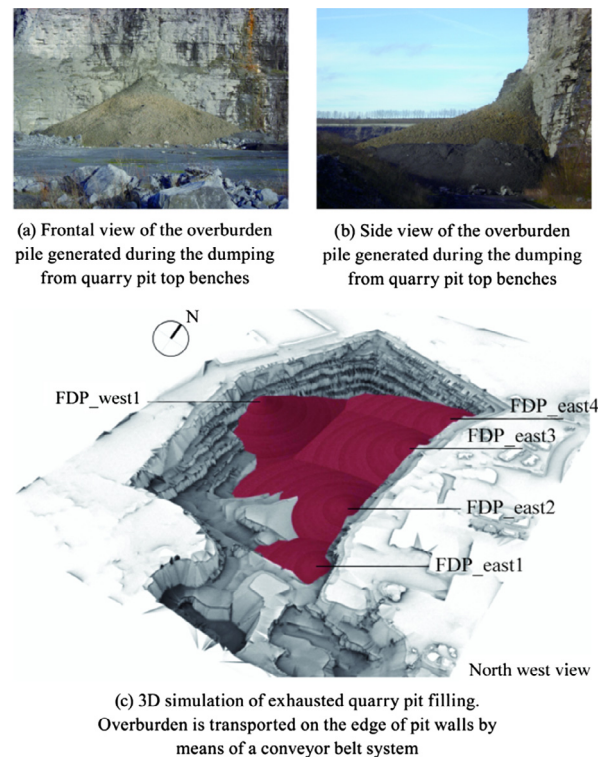 (a) Frontal view of the overburden
pile generated during the dumping
from quarry pit top benches
(b) Side view of the overburden
pile generated during the dumping
from quarry pit top benches
N
FDP_west1
FDP_east4
FDP_east3
FDP_east2
FDP_east1
North west view
(c) 3D simulation of exhausted quarry pit filling.
Overburden is transported on the edge of pit walls by
means of a conveyor belt system